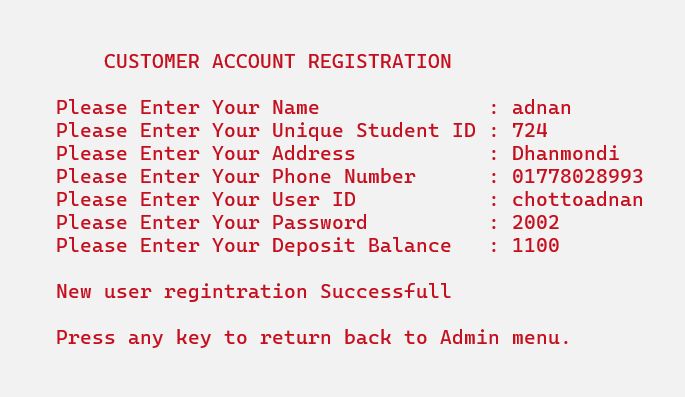 CUSTOMER ACCOUNT REGISTRATION
Please Enter Your Name : adnan
Please Enter Your Unique Student ID : 724
Please Enter Your Address : Dhanmondi
Please Enter Your Phone Number : 01778028993
Please Enter Your User ID : chottoadnan
Please Enter Your Password : 2002
Please Enter Your Deposit Balance : 1100
New user regintration Successfull
Press any key to return back to Admin menu.